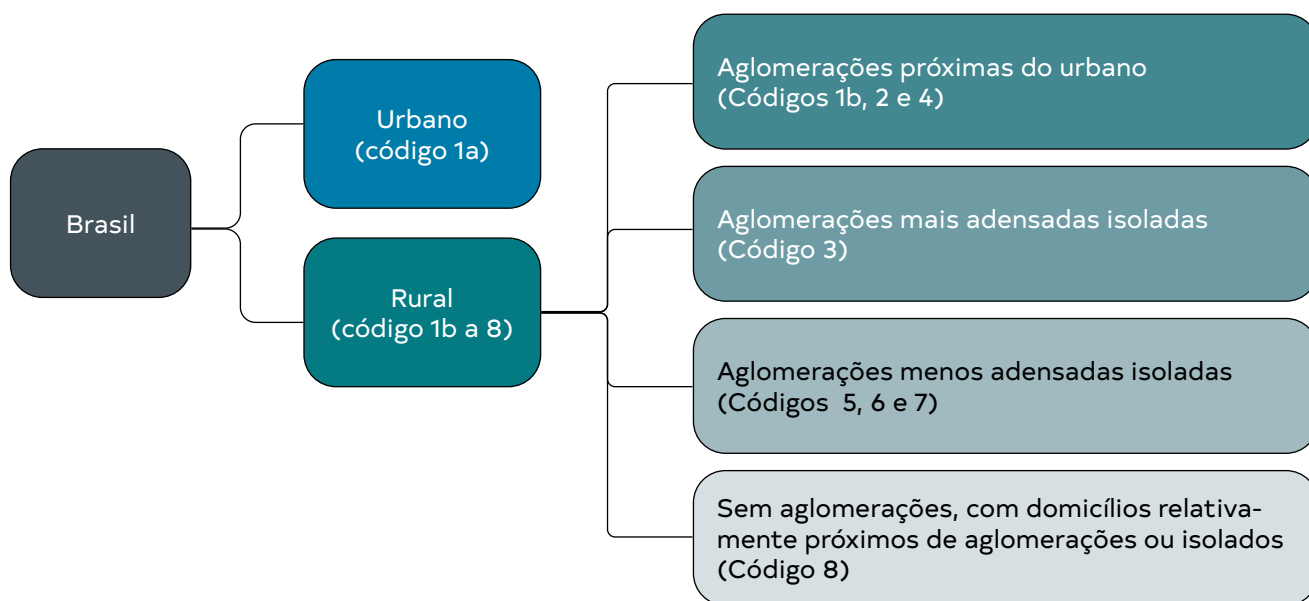 Brasil
Urbano
(código 1a)
Rural
(código 1b a 8)
Aglomerações próximas do urbano
(Códigos 1b, 2 e 4)
Aglomerações mais adensadas isoladas
(Código 3)
Aglomerações menos adensadas isoladas
(Códigos  5, 6 e 7)
Sem aglomerações, com domicílios relativa-
mente próximos de aglomerações ou isolados
(Código 8)